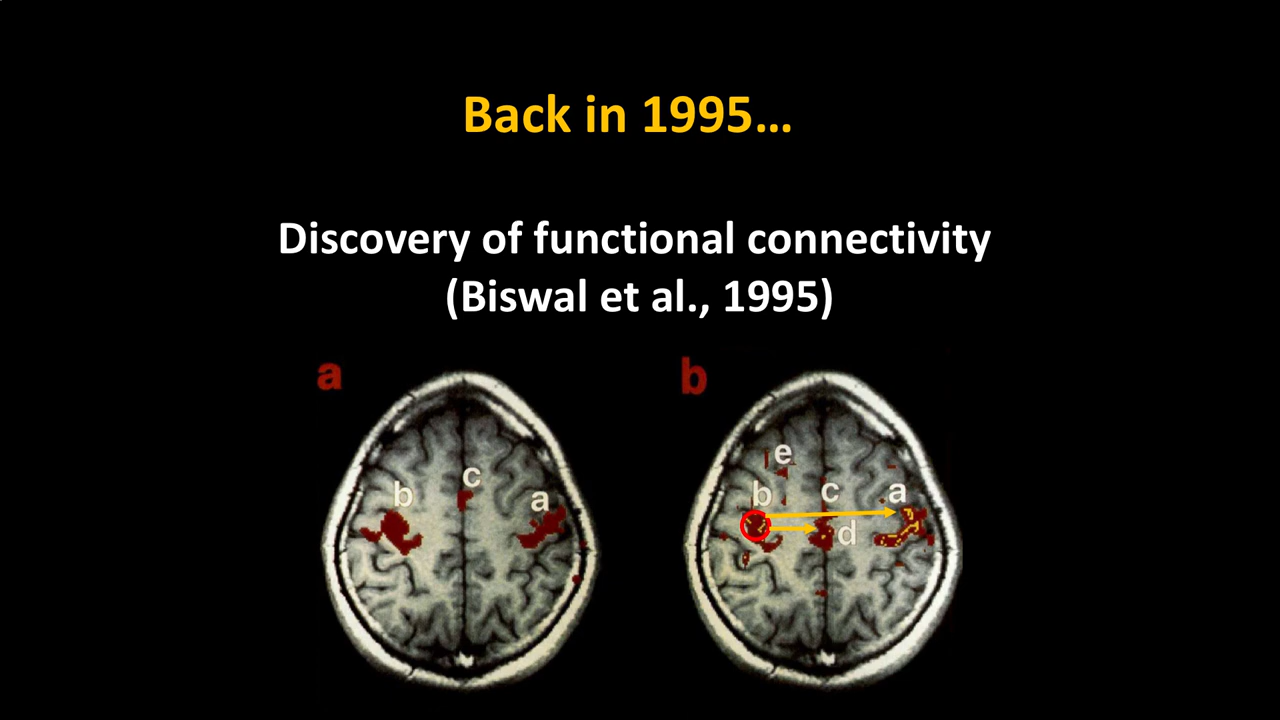 Back in 1995…
Discovery of functional connectivity
(Biswal et al., 1995)
a
b
c
a
b
b
e
b
c
a
d